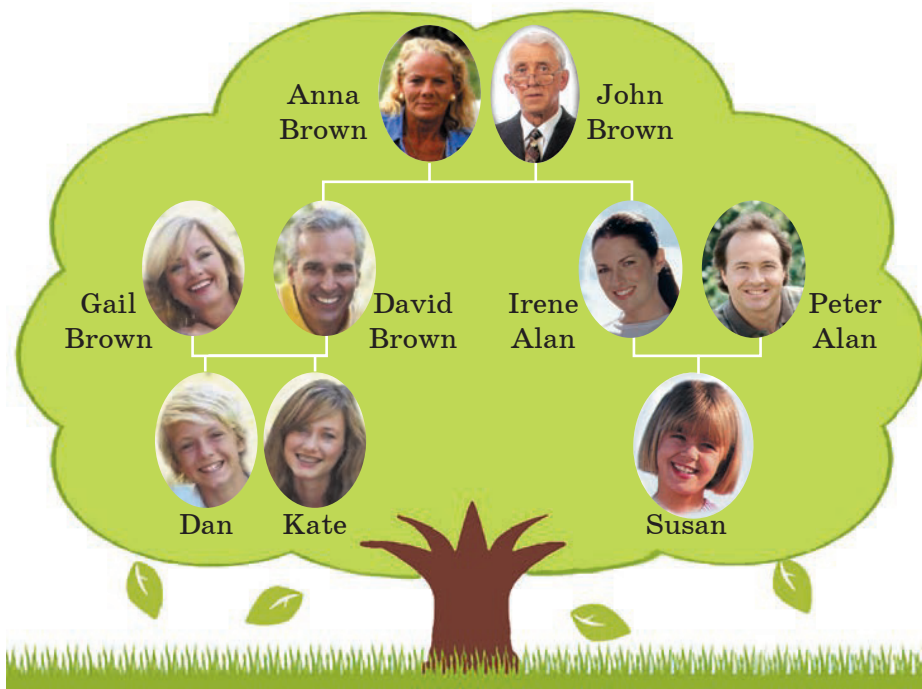 Anna
Brown
John
Brown
Gail
Brown
David
Brown
Irene
Alan
Peter
Alan
Dan
Kate
Susan